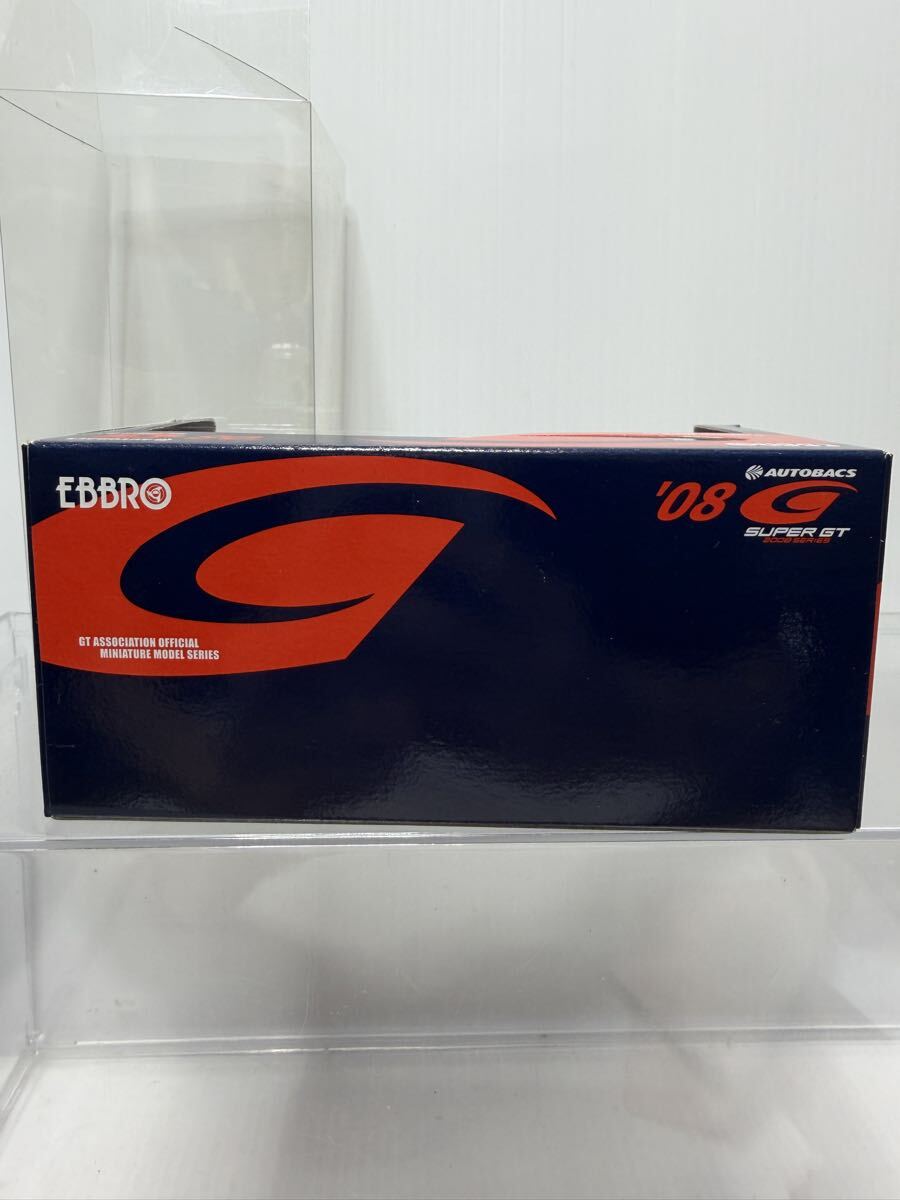 EBBRO
AUTOBACS
'08
SUPER GT
2008 SERIES
GT ASSOCIATION OFFICIAL
MINIATURE MODEL SERIES